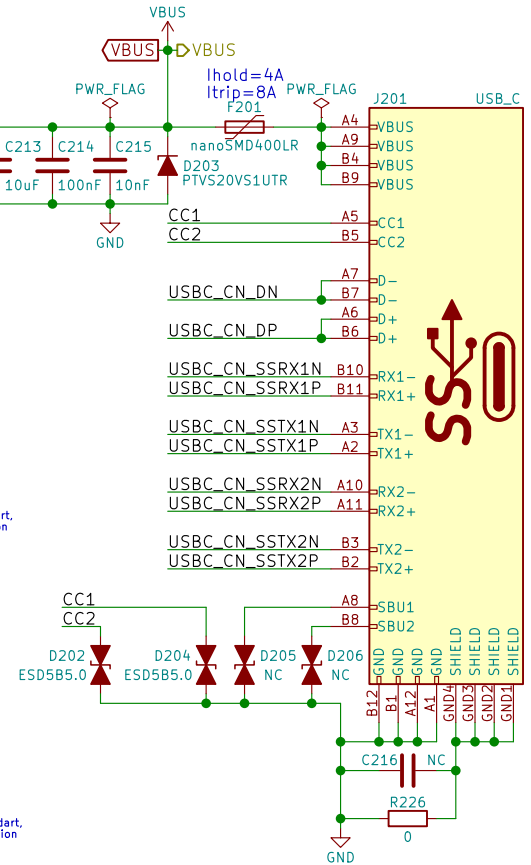 VBUS
VBUS
VBUS
Ihold=4A
Itrip=8A
PWR_FLAG
PWR_FLAG
F201
nanoSMD400LR
J201
USB_C
C213
10uF
C214
100nF
C215
10nF
D203
PTVS20VS1UTR
GND
A4
VBUS
A9
VBUS
B4
VBUS
B9
VBUS
CC1
A5
CC1
CC2
B5
CC2
A7
D-
USBC_CN_DN
B7
D-
A6
D+
USBC_CN_DP
B6
D+
USBC_CN_SSRX1N
B10
RX1-
USBC_CN_SSRX1P
B11
RX1+
USBC_CN_SSTX1N
A3
TX1-
USBC_CN_SSTX1P
A2
TX1+
USBC_CN_SSRX2N
A10
RX2-
USBC_CN_SSRX2P
A11
RX2+
USBC_CN_SSTX2N
B3
TX2-
USBC_CN_SSTX2P
B2
TX2+
SS
rt,
n
CC1
A8
SBU1
CC2
B8
SBU2
D202
ESD5B5.0
D204
ESD5B5.0
D205
NC
D206
NC
GND
GND
GND
GND
SHIELD
SHIELD
SHIELD
SHIELD
B12
B1
A12
A1
GND4
GND3
GND2
GND1
C216
NC
R226
0
GND
dart,
ion